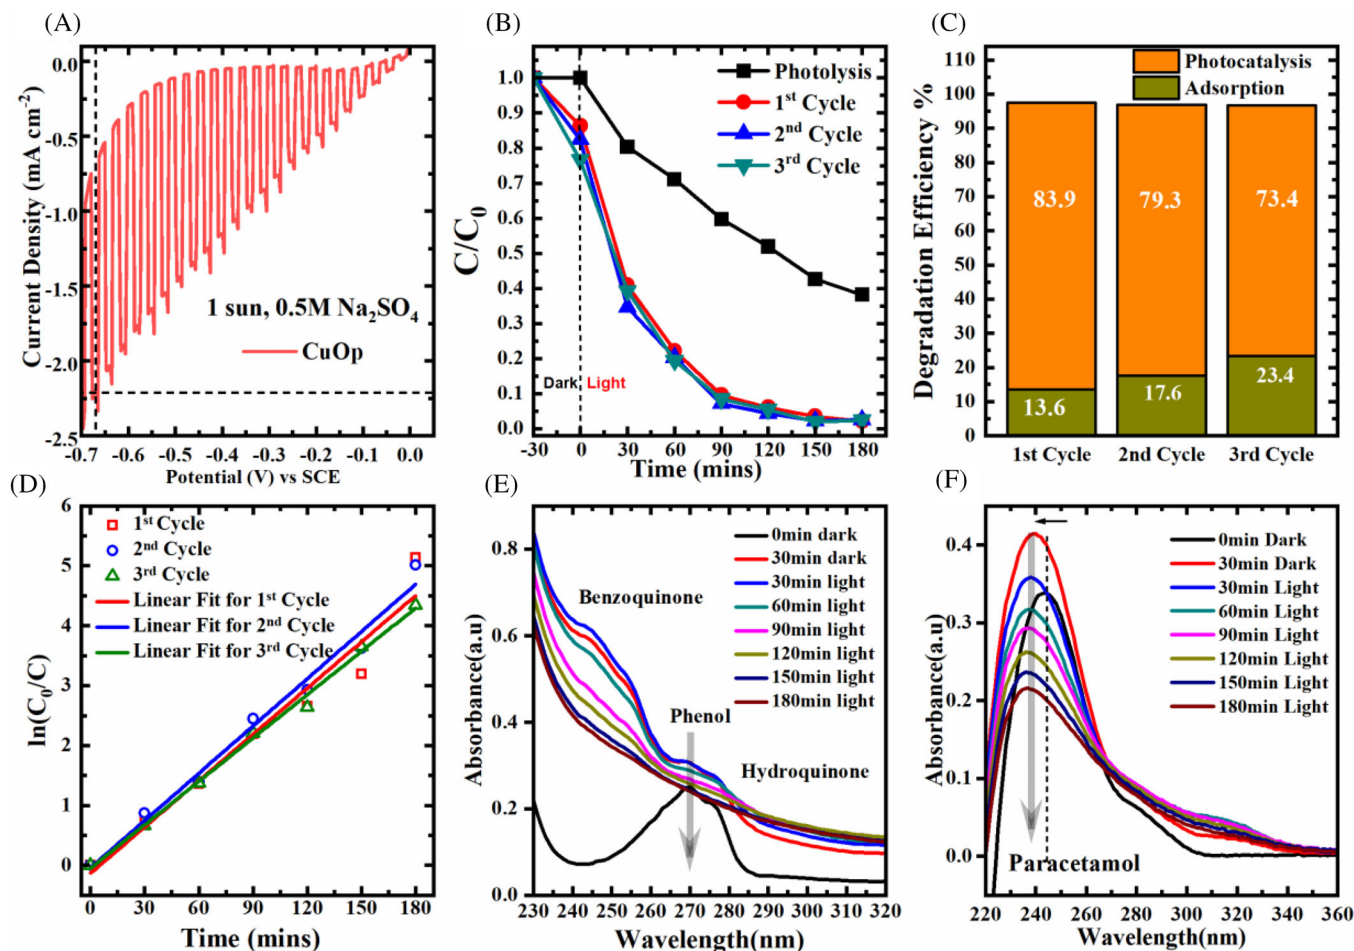 (A)
0.0
-0.5
-1.0
-1.5
-2.0
-2.5
Current Density (mA cm⁻²)
1 sun, 0.5M Na₂SO₄
CuOp
-0.7 -0.6 -0.5 -0.4 -0.3 -0.2 -0.1 0.0
Potential (V) vs SCE
(B)
1.0
0.9
0.8
0.7
0.6
0.5
0.4
0.3
0.2
0.1
0.0
C/C₀
Photolysis
1ˢᵗ Cycle
2ⁿᵈ Cycle
3ʳᵈ Cycle
Dark Light
-30 0 30 60 90 120 150 180
Time (mins)
(C)
110
100
90
80
70
60
50
40
30
20
10
0
Degradation Efficiency %
Photocatalysis
Adsorption
83.9 79.3 73.4
13.6 17.6 23.4
1st Cycle 2nd Cycle 3rd Cycle
(D)
6
5
4
3
2
1
0
ln(C₀/C)
1ˢᵗ Cycle
2ⁿᵈ Cycle
3ʳᵈ Cycle
Linear Fit for 1ˢᵗ Cycle
Linear Fit for 2ⁿᵈ Cycle
Linear Fit for 3ʳᵈ Cycle
0 30 60 90 120 150 180
Time (mins)
(E)
0.8
0.6
0.4
0.2
0.0
Absorbance(a.u)
Benzoquinone
Phenol
Hydroquinone
0min dark
30min dark
30min light
60min light
90min light
120min light
150min light
180min light
230 240 250 260 270 280 290 300 310 320
Wavelength(nm)
(F)
0.4
0.3
0.2
0.1
0.0
Absorbance(a.u)
0min Dark
30min Dark
30min Light
60min Light
90min Light
120min Light
150min Light
180min Light
Paracetamol
220 240 260 280 300 320 340 360
Wavelength(nm)